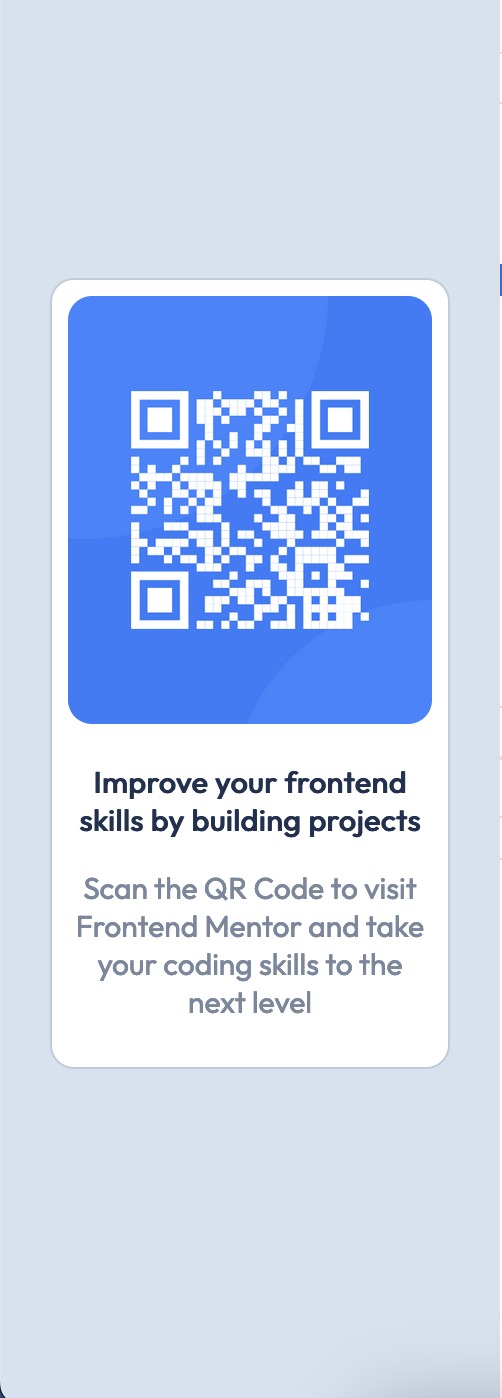 Improve your frontend
skills by building projects
Scan the QR Code to visit
Frontend Mentor and take
your coding skills to the
next level